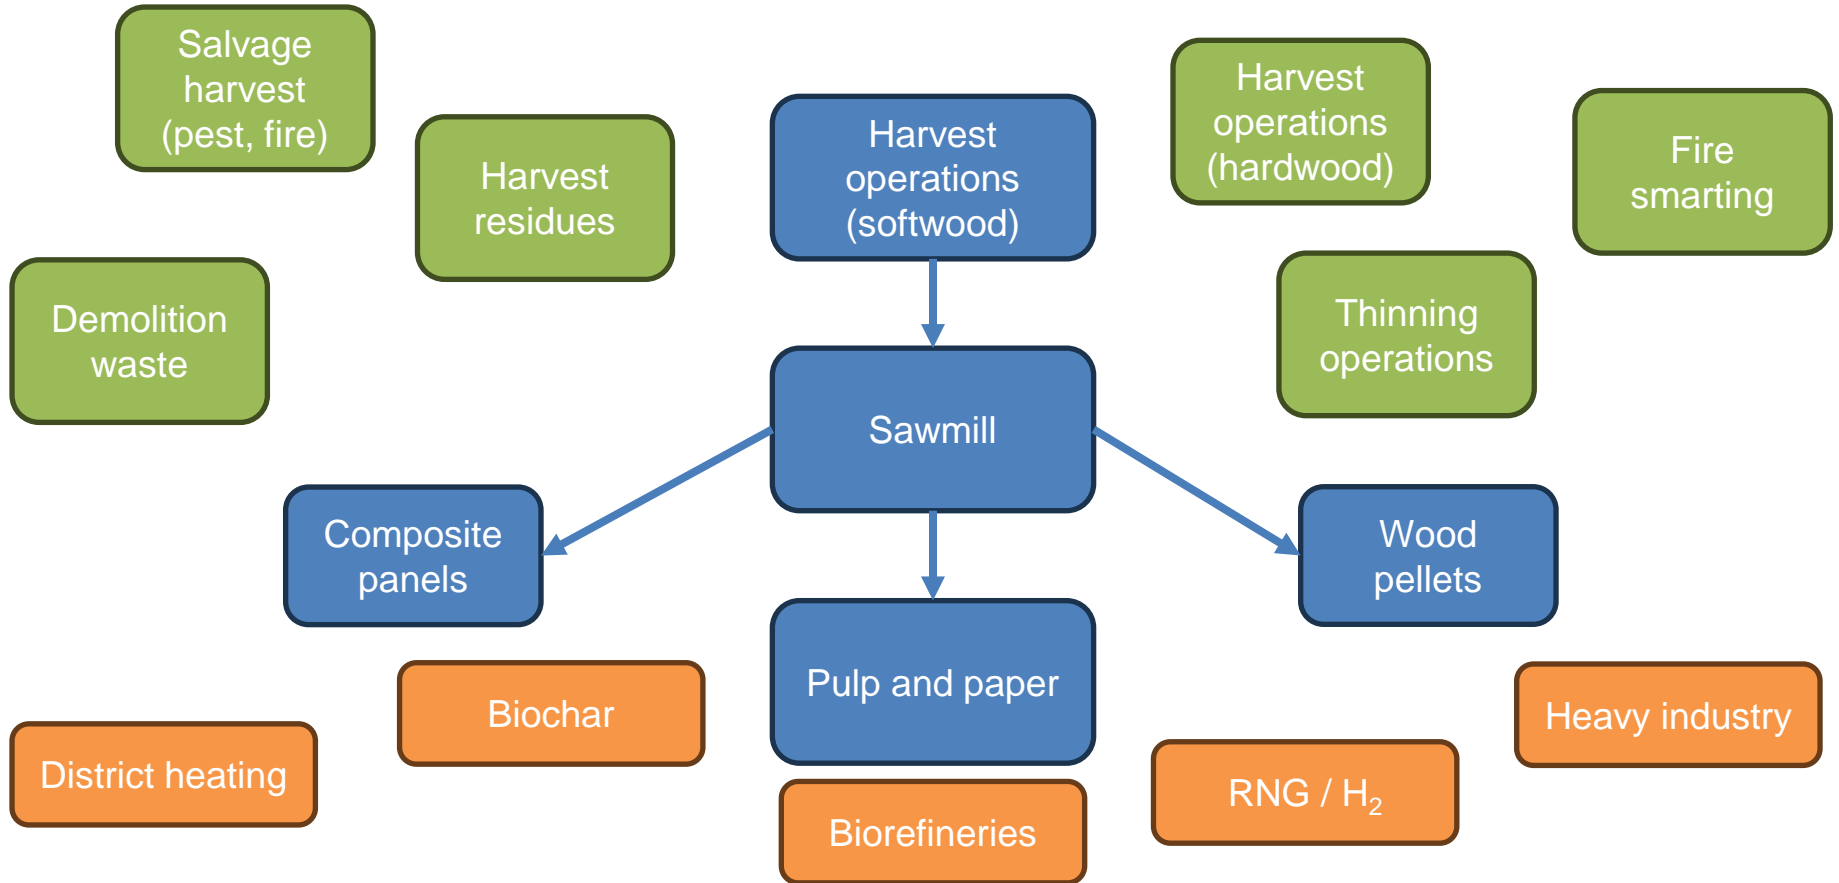 Salvage
harvest
(pest, fire)
Harvest
residues
Harvest
operations
(softwood)
Harvest
operations
(hardwood)
Fire
smarting
Demolition
waste
Thinning
operations
Sawmill
Composite
panels
Wood
pellets
Pulp and paper
Biochar
Heavy industry
District heating
RNG / H₂
Biorefineries